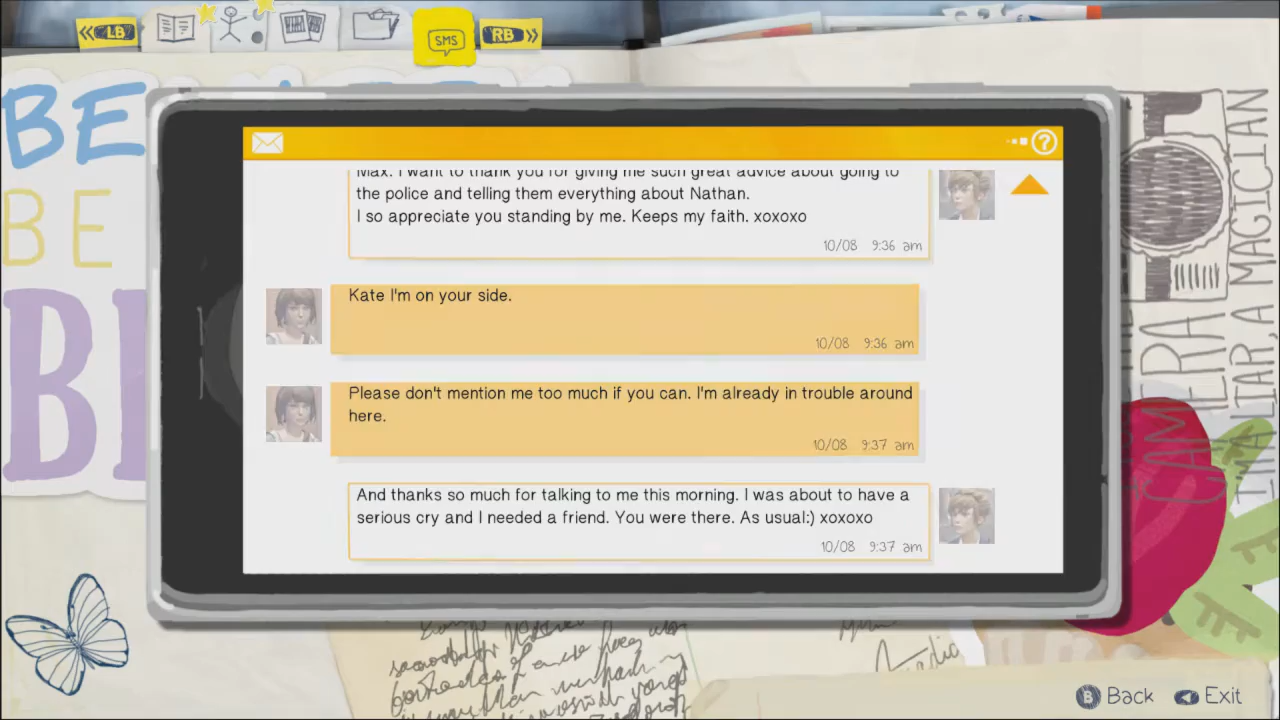 LB
SMS
RB
BE
BE
?
Max. I want to thank you for giving me such great advice about going to
the police and telling them everything about Nathan.
I so appreciate you standing by me. Keeps my faith. xoxoxo
10/08 9:36 am
Kate I'm on your side.
10/08 9:36 am
Please don't mention me too much if you can. I'm already in trouble around
here.
10/08 9:37 am
And thanks so much for talking to me this morning. I was about to have a
serious cry and I needed a friend. You were there. As usual:) xoxoxo
10/08 9:37 am
CAMERA
LIAR, A MAGICIAN
B Back
Exit